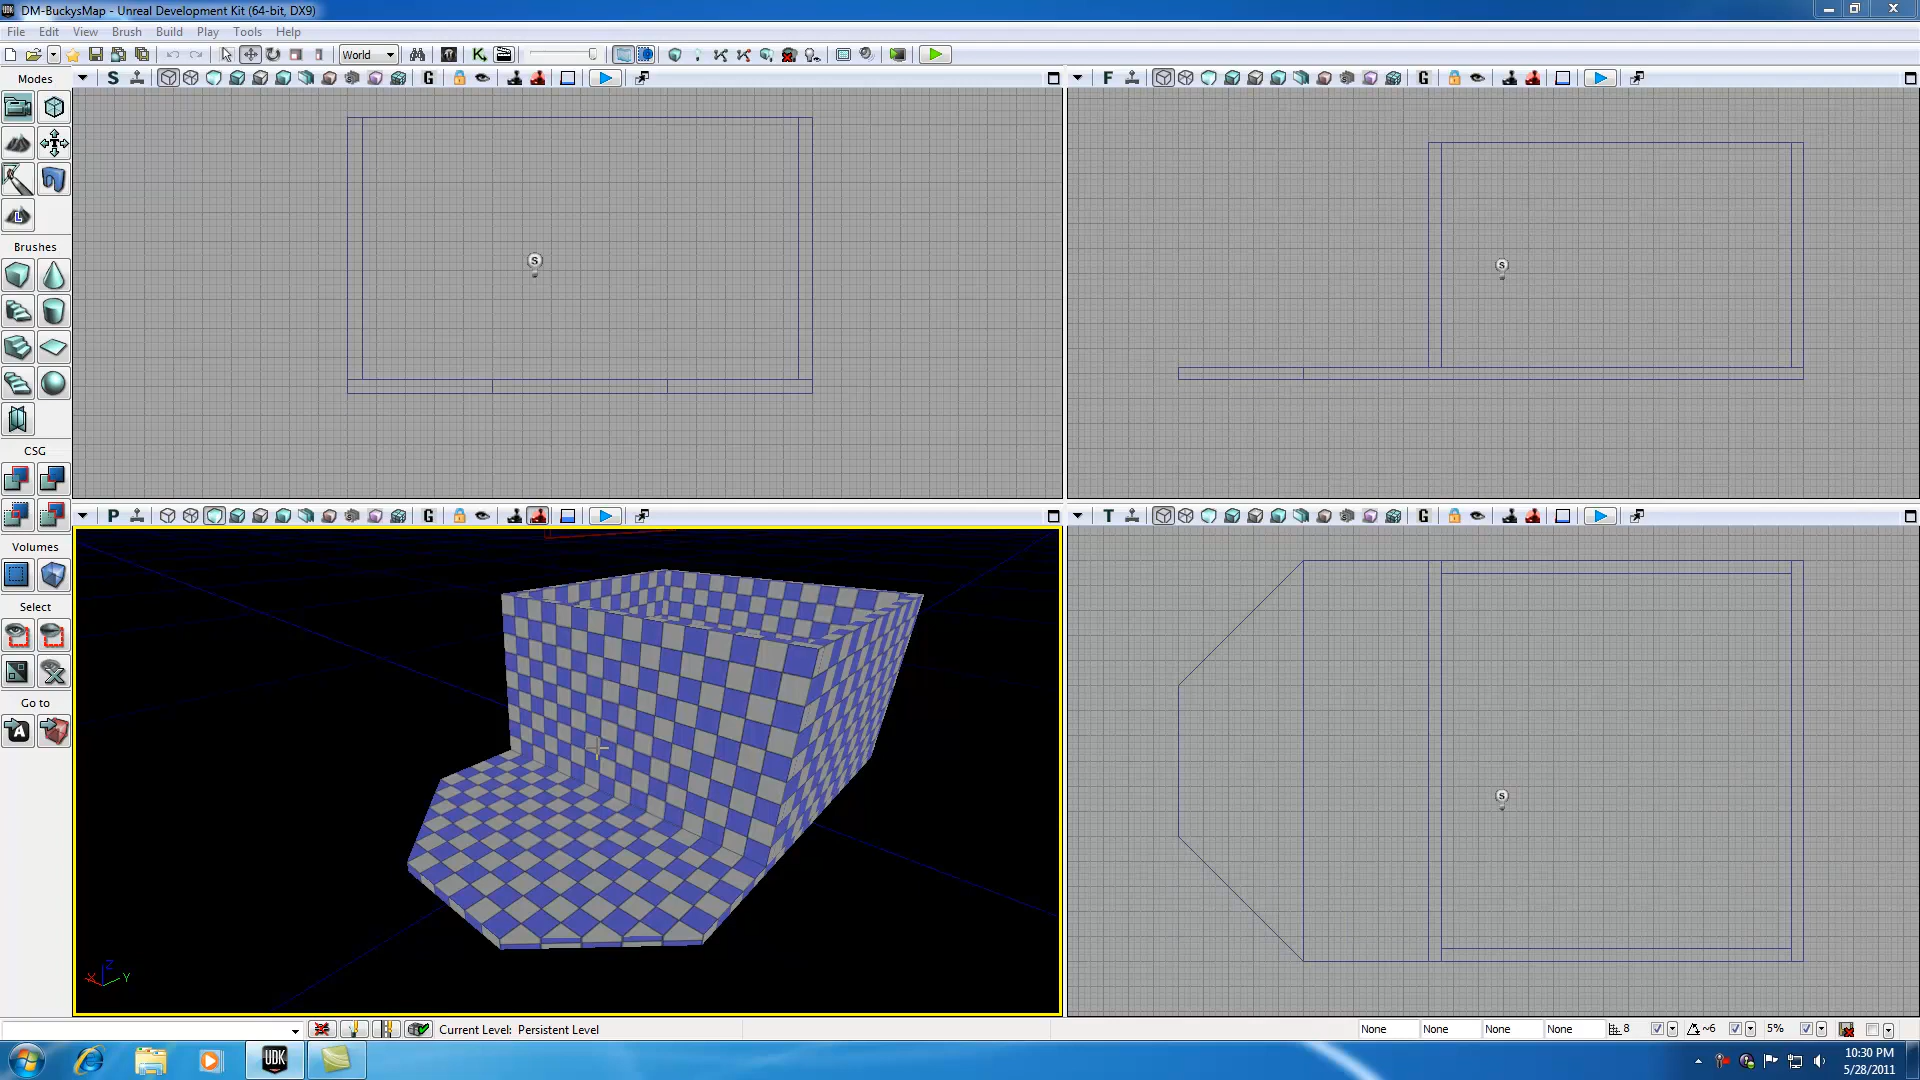 DM-BuckysMap - Unreal Development Kit (64-bit, DX9)
File Edit View Brush Build Play Tools Help
World
Modes
S G
F G
L
Brushes
CSG
Volumes
Select
Go to
A
S
S
P G
T G
S
Z
X Y
Current Level: Persistent Level
None None None None 8 ~6 5%
UDK
10:30 PM
5/28/2011